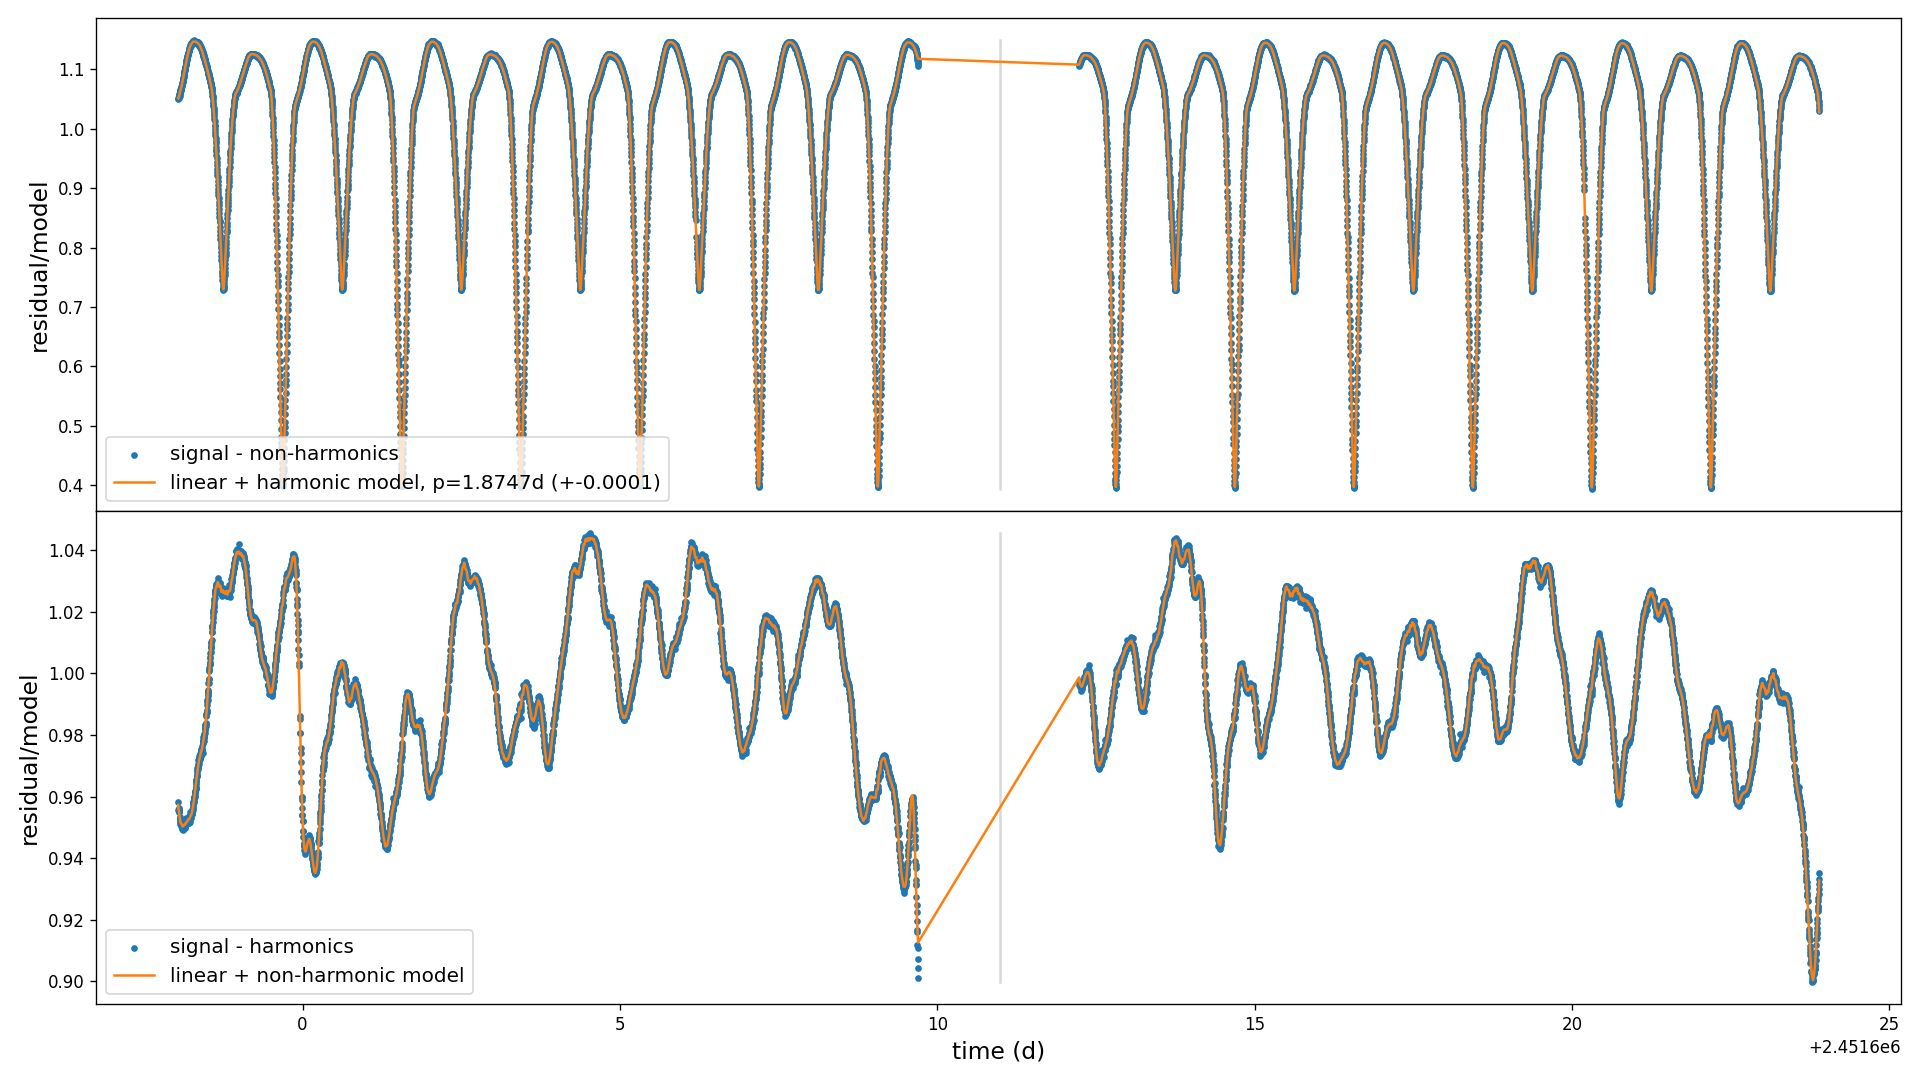 1.1
1.0
0.9
0.8
0.7
0.6
0.5
0.4
residual/model
signal - non-harmonics
linear + harmonic model, p=1.8747d (+-0.0001)
1.04
1.02
1.00
0.98
0.96
0.94
0.92
0.90
residual/model
signal - harmonics
linear + non-harmonic model
0 5 10 15 20 25
time (d)
+2.4516e6